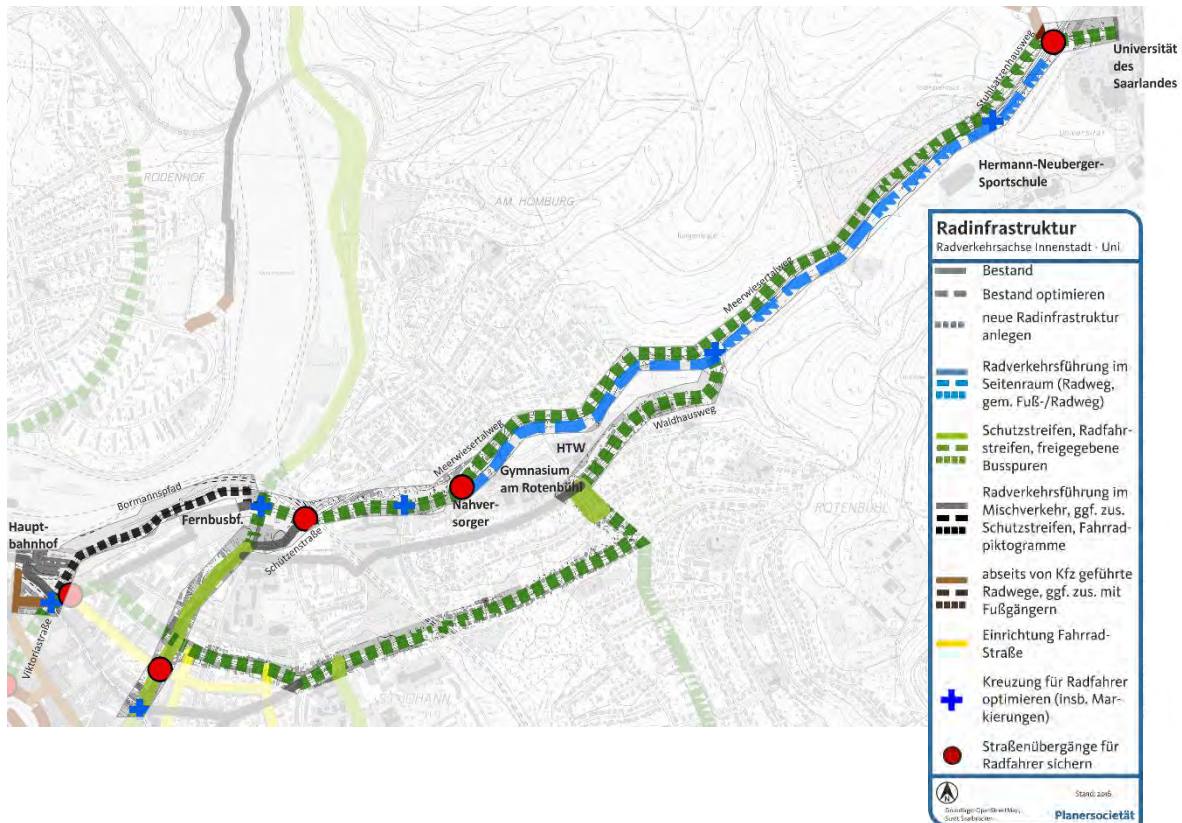 Universität
des
Saarlandes
Stuhlsatzenhausweg
Universität
Hermann-Neuberger-
Sportschule
RODENHOF
AM HOMBURG
Meerwiesertalweg
Waldhausweg
HTW
Gymnasium
am Rotenbühl
ROTENBÜHL
Meerwiesertalweg
Nahver-
sorger
Bormannspfad
Fernbusbf.
Schützenstraße
Haupt-
bahnhof
Viktoriastraße
Radinfrastruktur
Radverkehrsachse Innenstadt - Uni
Bestand
Bestand optimieren
neue Radinfrastruktur
anlegen
Radverkehrsführung im
Seitenraum (Radweg,
gem. Fuß-/Radweg)
Schutzstreifen, Radfahr-
streifen, freigegebene
Busspuren
Radverkehrsführung im
Mischverkehr, ggf. zus.
Schutzstreifen, Fahrrad-
piktogramme
abseits von Kfz geführte
Radwege, ggf. zus. mit
Fußgängern
Einrichtung Fahrrad-
Straße
Kreuzung für Radfahrer
optimieren (insb. Mar-
kierungen)
Straßenübergänge für
Radfahrer sichern
N
Stand: 2016
Planersocietät